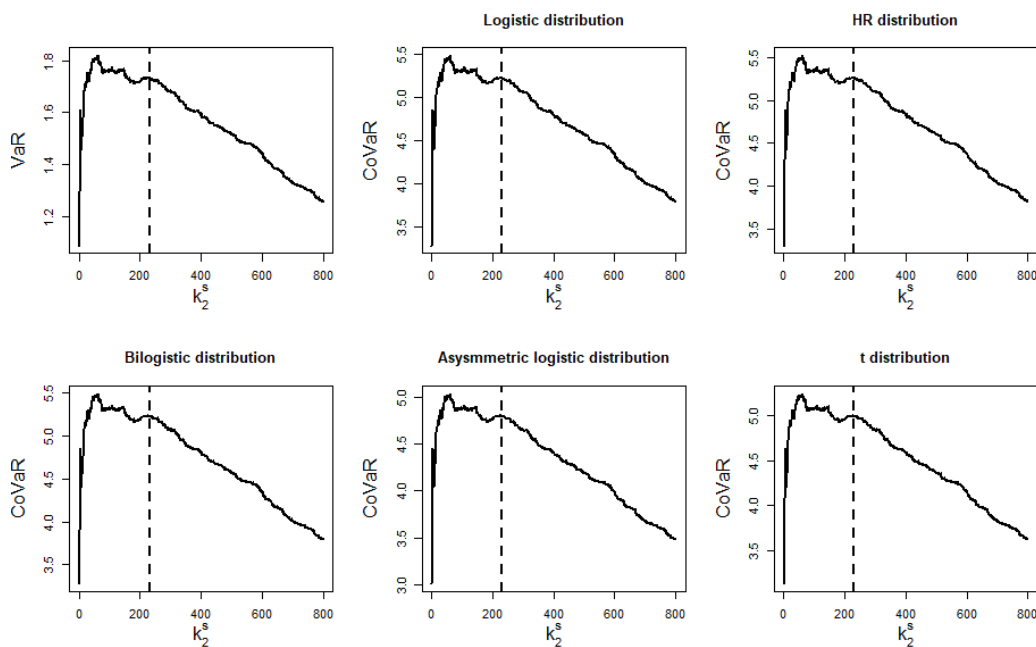 Logistic distribution
HR distribution
VaR
1.2 1.4 1.6 1.8
0 200 400 600 800
k₂ˢ
CoVaR
3.5 4.0 4.5 5.0 5.5
0 200 400 600 800
k₂ˢ
CoVaR
3.5 4.0 4.5 5.0 5.5
0 200 400 600 800
k₂ˢ
Bilogistic distribution
Asysmmetric logistic distribution
t distribution
CoVaR
3.5 4.0 4.5 5.0 5.5
0 200 400 600 800
k₂ˢ
CoVaR
3.0 3.5 4.0 4.5 5.0
0 200 400 600 800
k₂ˢ
CoVaR
3.5 4.0 4.5 5.0
0 200 400 600 800
k₂ˢ